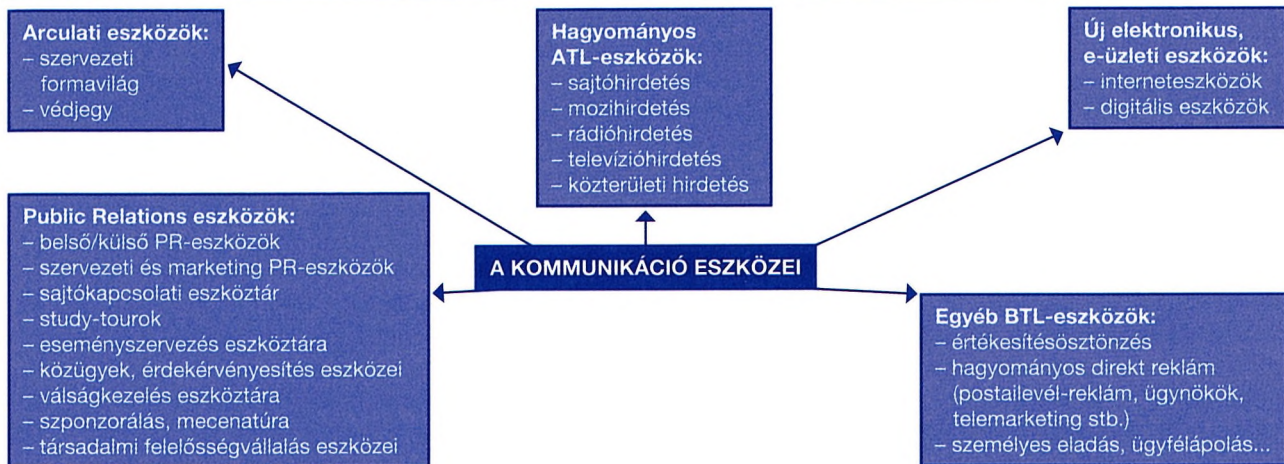 Arculati eszközök:
– szervezeti
formavilág
– védjegy
Hagyományos
ATL-eszközök:
– sajtóhirdetés
– mozihirdetés
– rádióhirdetés
– televízióhirdetés
– közterületi hirdetés
Új elektronikus,
e-üzleti eszközök:
– interneteszközök
– digitális eszközök
Public Relations eszközök:
– belső/külső PR-eszközök
– szervezeti és marketing PR-eszközök
– sajtókapcsolati eszköztár
– study-tourok
– eseményszervezés eszköztára
– közügyek, érdekérvényesítés eszközei
– válságkezelés eszköztára
– szponzorálás, mecenatúra
– társadalmi felelősségvállalás eszközei
A KOMMUNIKÁCIÓ ESZKÖZEI
Egyéb BTL-eszközök:
– értékesítésösztönzés
– hagyományos direkt reklám
(postailevél-reklám, ügynökök,
telemarketing stb.)
– személyes eladás, ügyfélápolás...